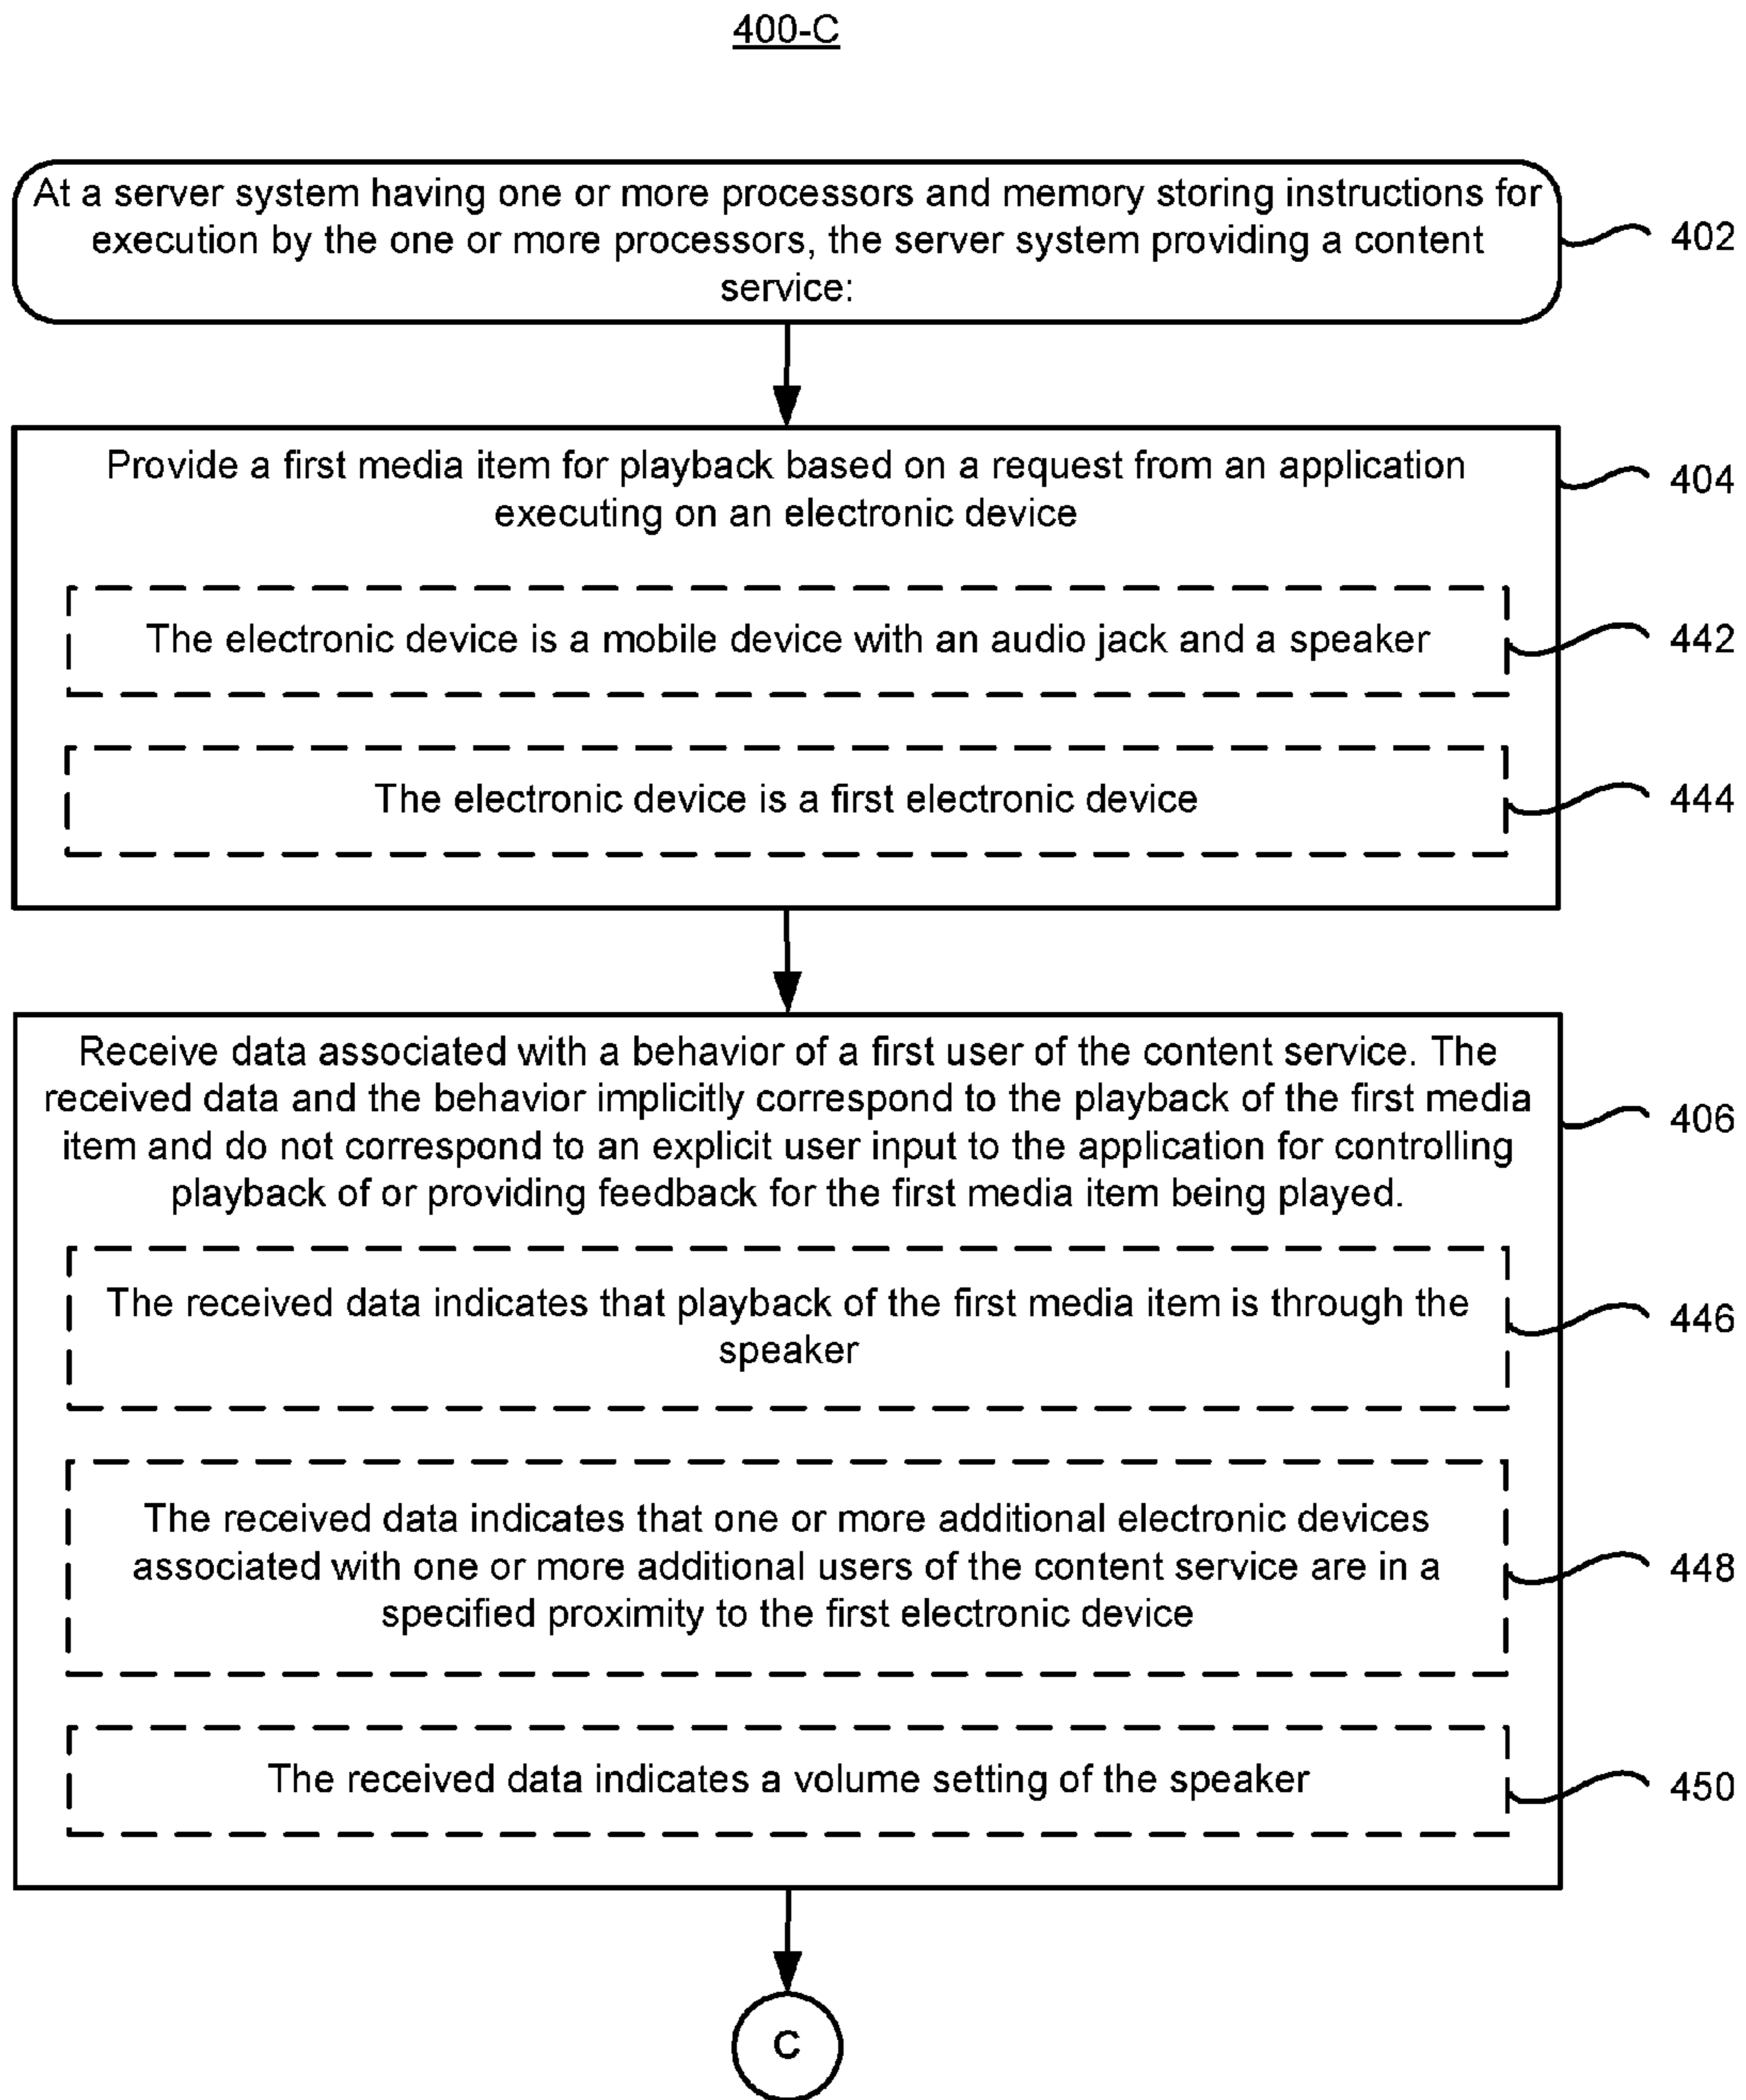 400-C
At a server system having one or more processors and memory storing instructions for
execution by the one or more processors, the server system providing a content
service:
402
Provide a first media item for playback based on a request from an application
executing on an electronic device
404
The electronic device is a mobile device with an audio jack and a speaker
442
The electronic device is a first electronic device
444
Receive data associated with a behavior of a first user of the content service. The
received data and the behavior implicitly correspond to the playback of the first media
item and do not correspond to an explicit user input to the application for controlling
playback of or providing feedback for the first media item being played.
406
The received data indicates that playback of the first media item is through the
speaker
446
The received data indicates that one or more additional electronic devices
associated with one or more additional users of the content service are in a
specified proximity to the first electronic device
448
The received data indicates a volume setting of the speaker
450
C